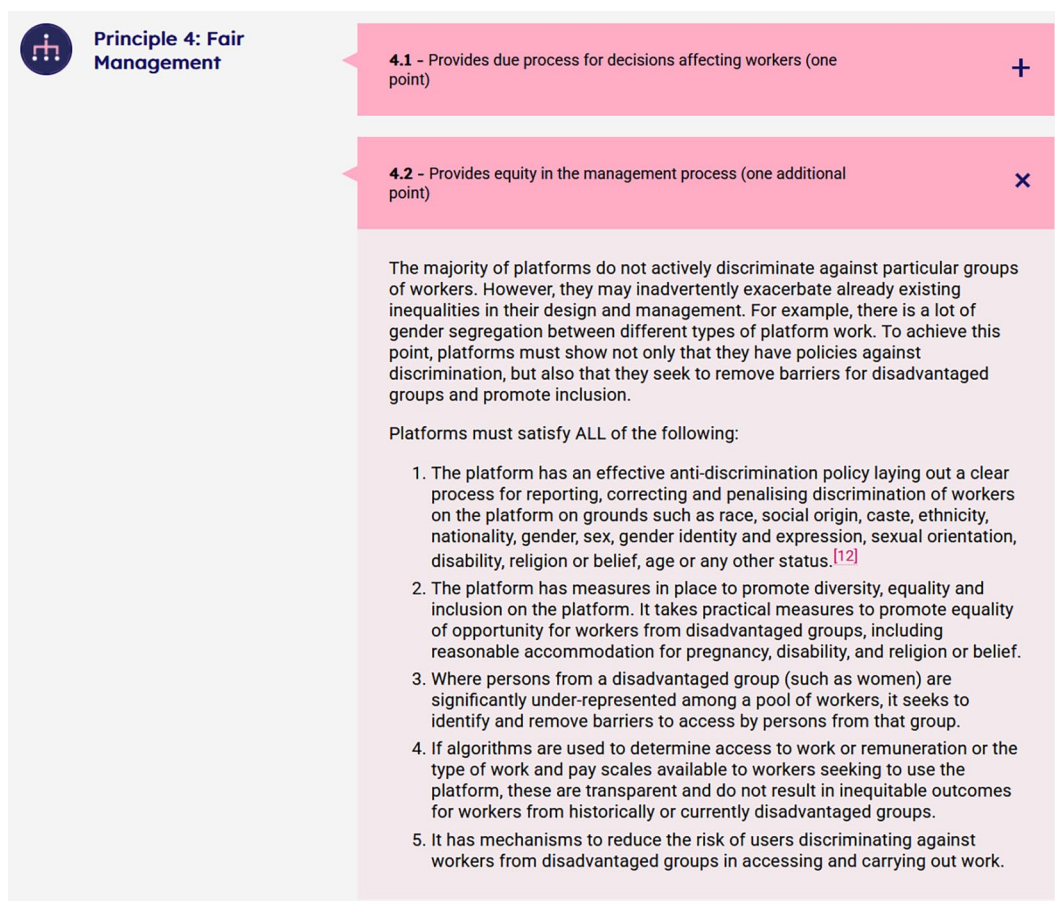 Principle 4: Fair
Management
4.1 - Provides due process for decisions affecting workers (one
point)
+
4.2 - Provides equity in the management process (one additional
point)
×
The majority of platforms do not actively discriminate against particular groups
of workers. However, they may inadvertently exacerbate already existing
inequalities in their design and management. For example, there is a lot of
gender segregation between different types of platform work. To achieve this
point, platforms must show not only that they have policies against
discrimination, but also that they seek to remove barriers for disadvantaged
groups and promote inclusion.
Platforms must satisfy ALL of the following:
1. The platform has an effective anti-discrimination policy laying out a clear
process for reporting, correcting and penalising discrimination of workers
on the platform on grounds such as race, social origin, caste, ethnicity,
nationality, gender, sex, gender identity and expression, sexual orientation,
disability, religion or belief, age or any other status.[12]
2. The platform has measures in place to promote diversity, equality and
inclusion on the platform. It takes practical measures to promote equality
of opportunity for workers from disadvantaged groups, including
reasonable accommodation for pregnancy, disability, and religion or belief.
3. Where persons from a disadvantaged group (such as women) are
significantly under-represented among a pool of workers, it seeks to
identify and remove barriers to access by persons from that group.
4. If algorithms are used to determine access to work or remuneration or the
type of work and pay scales available to workers seeking to use the
platform, these are transparent and do not result in inequitable outcomes
for workers from historically or currently disadvantaged groups.
5. It has mechanisms to reduce the risk of users discriminating against
workers from disadvantaged groups in accessing and carrying out work.